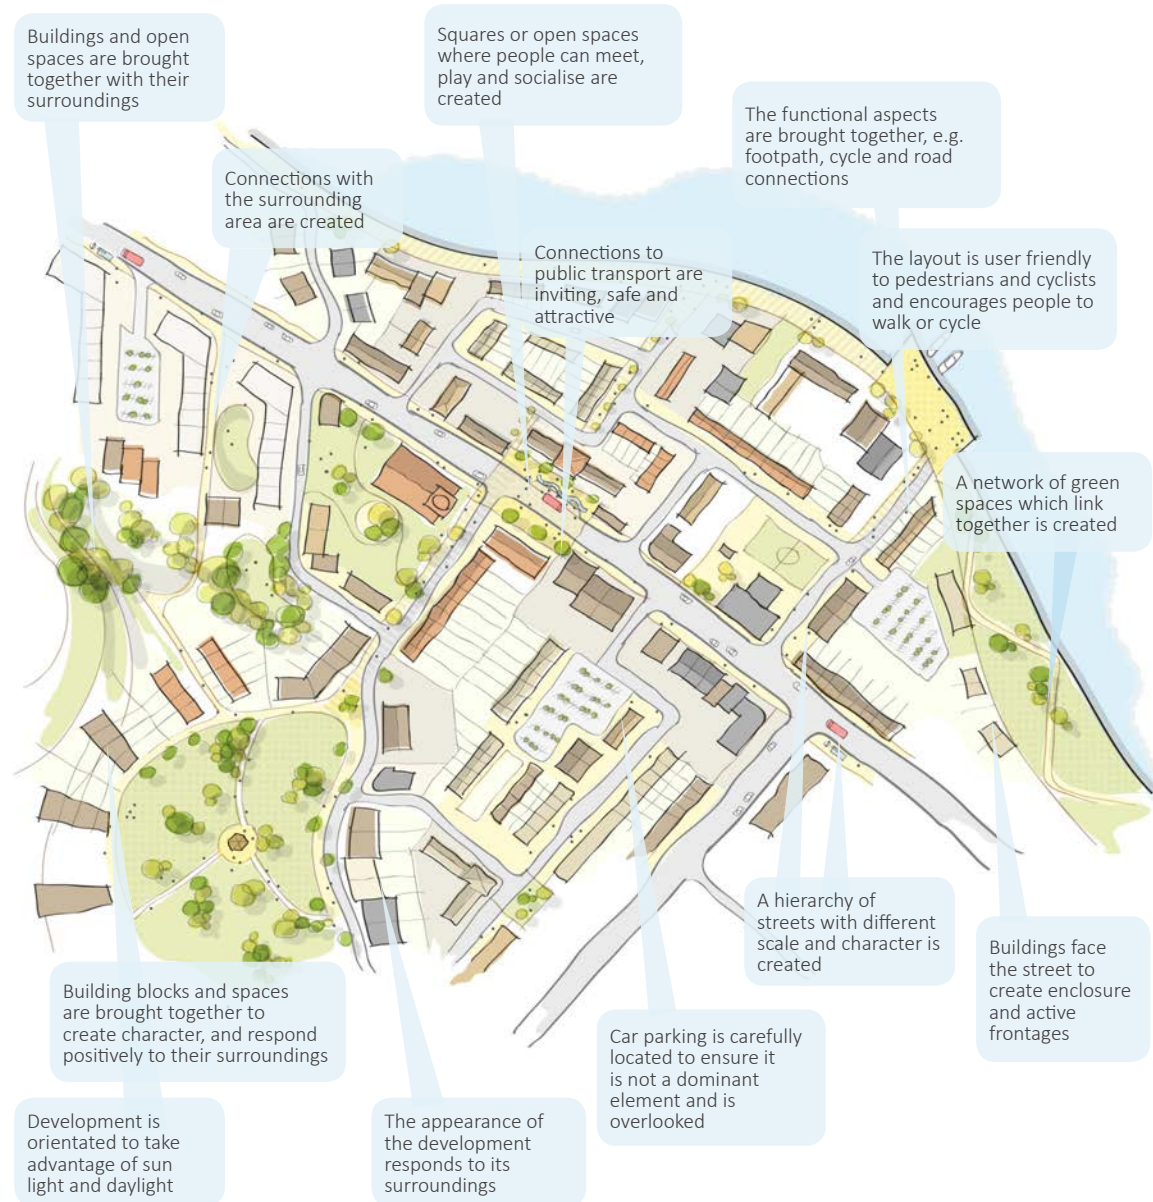 Buildings and open
spaces are brought
together with their
surroundings
Squares or open spaces
where people can meet,
play and socialise are
created
The functional aspects
are brought together, e.g.
footpath, cycle and road
connections
Connections with
the surrounding
area are created
Connections to
public transport are
inviting, safe and
attractive
The layout is user friendly
to pedestrians and cyclists
and encourages people to
walk or cycle
A network of green
spaces which link
together is created
A hierarchy of
streets with different
scale and character is
created
Buildings face
the street to
create enclosure
and active
frontages
Building blocks and spaces
are brought together to
create character, and respond
positively to their surroundings
Car parking is carefully
located to ensure it
is not a dominant
element and is
overlooked
Development is
orientated to take
advantage of sun
light and daylight
The appearance of
the development
responds to its
surroundings